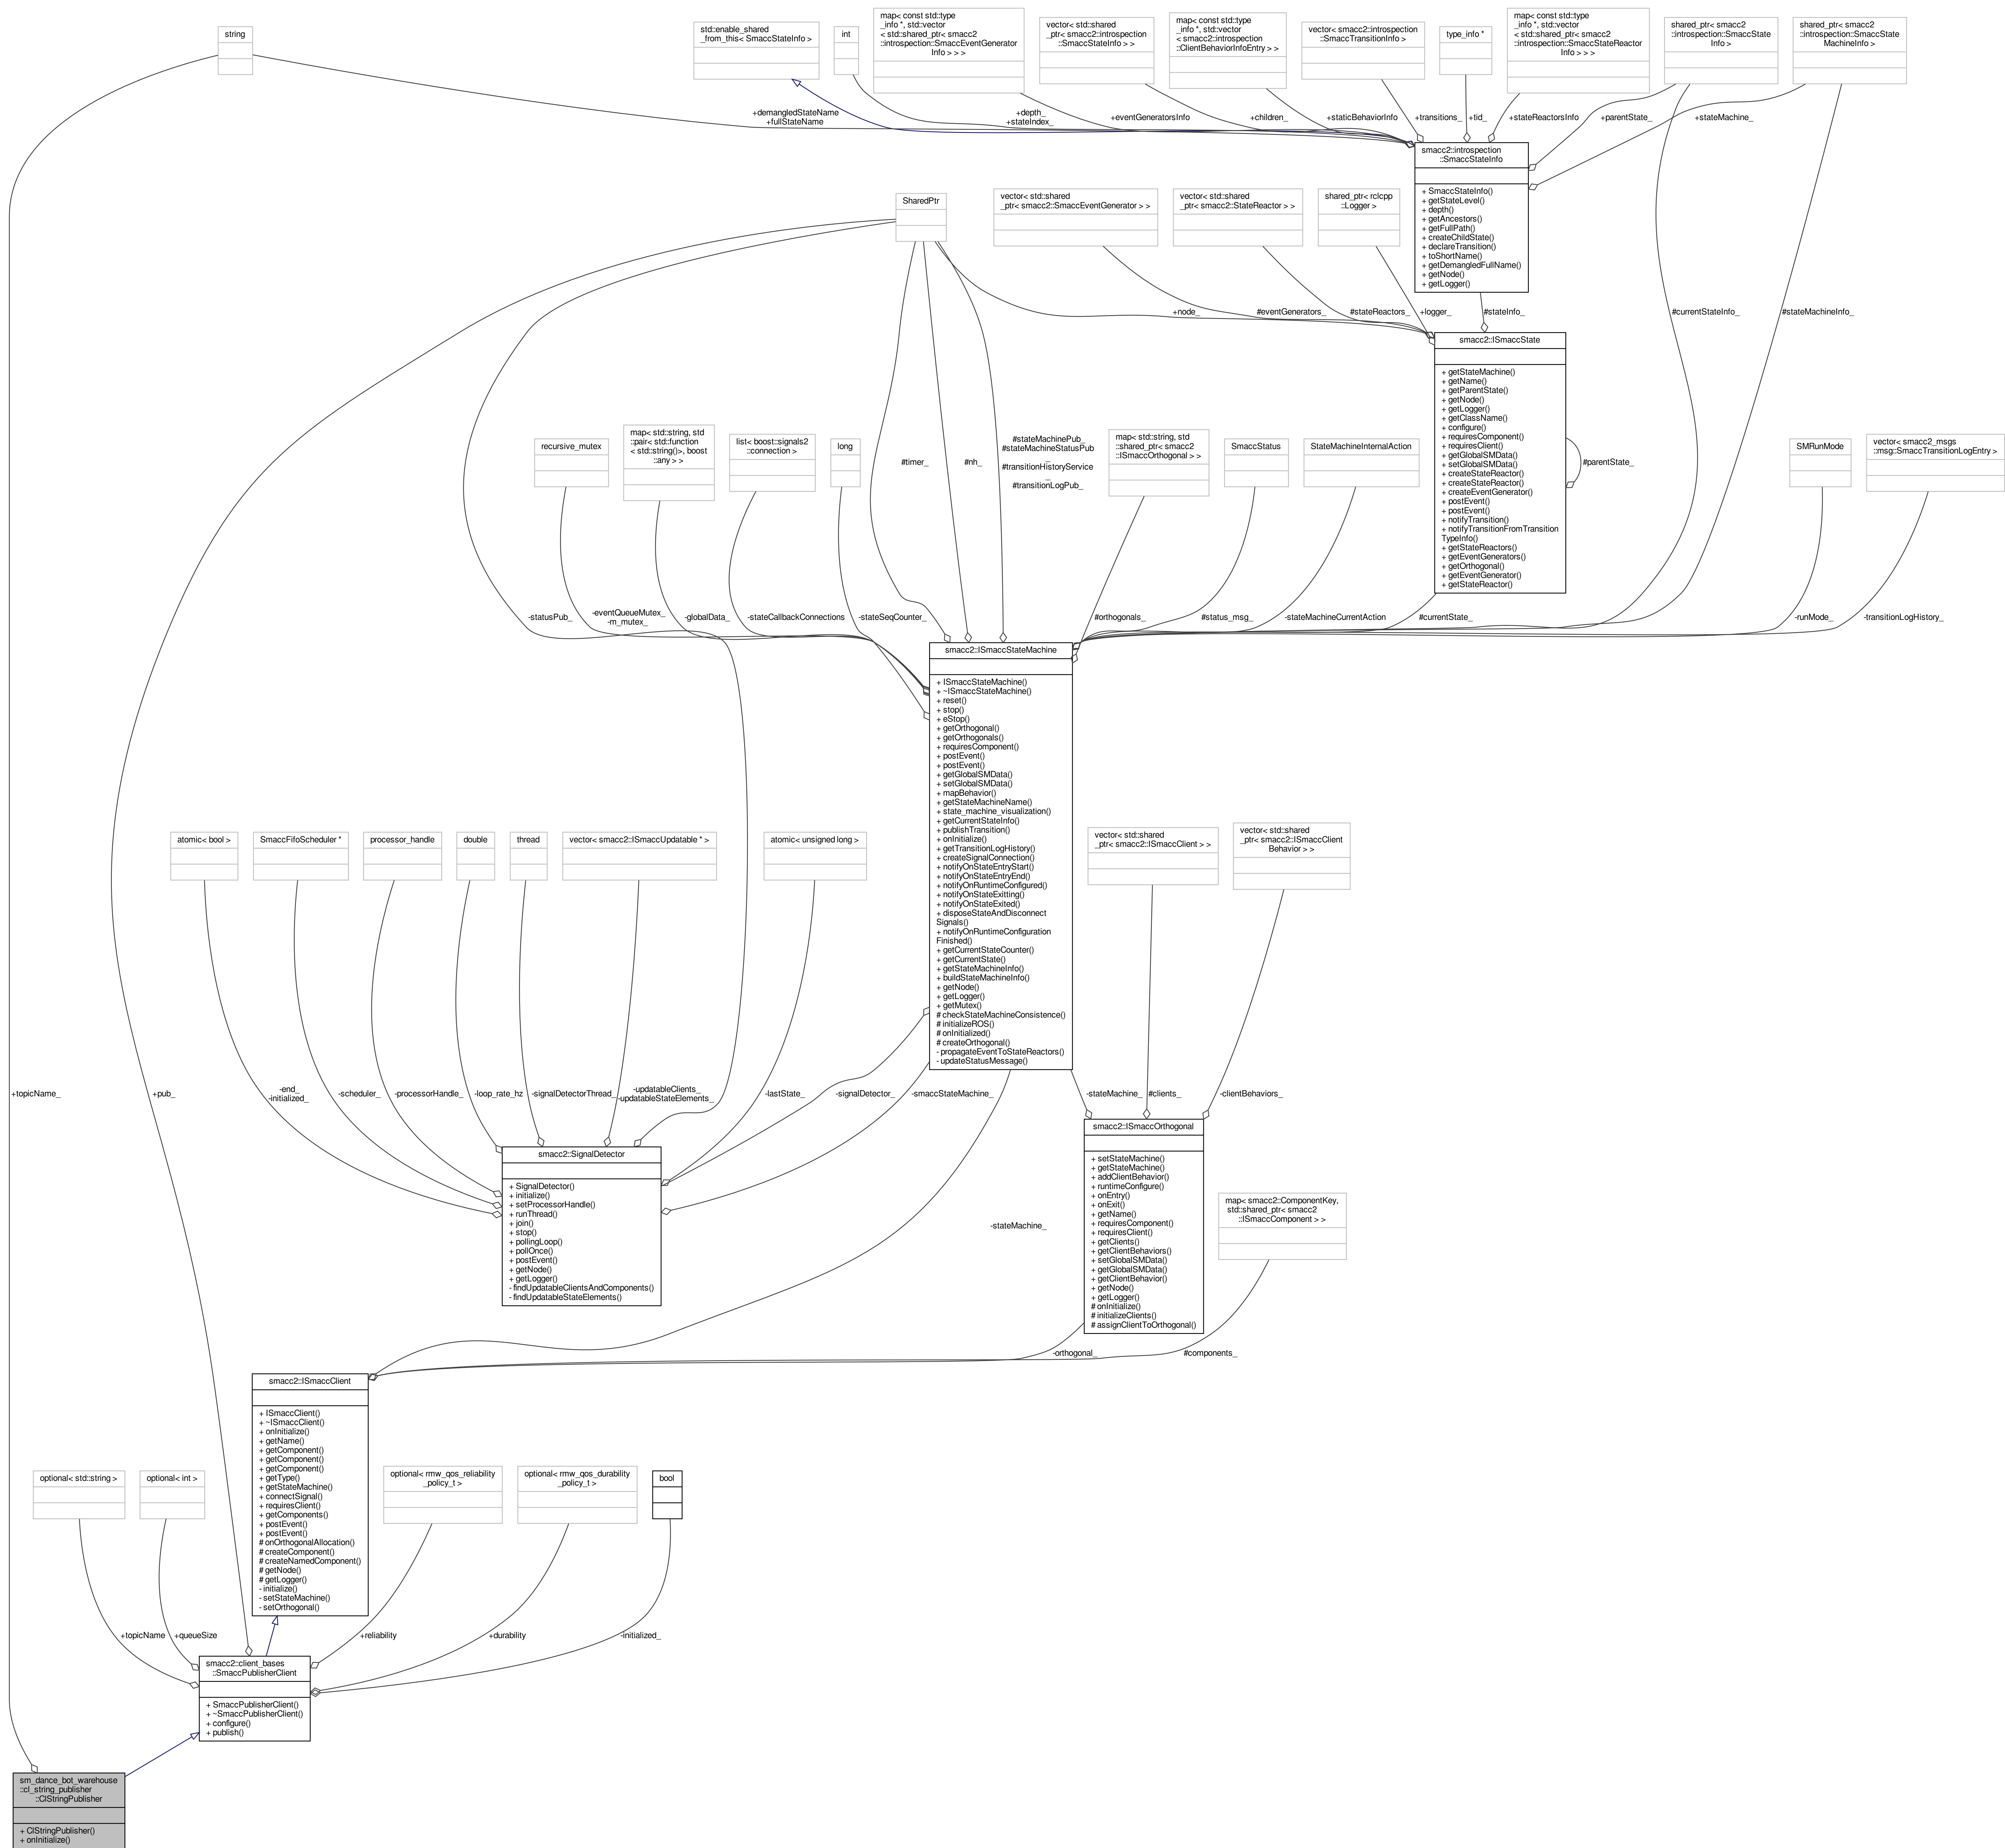 string
std::enable_shared
_from_this< SmaccStateInfo >
int
map< const std::type
_info *, std::vector
< std::shared_ptr< smacc2
::introspection::SmaccEventGenerator
Info > > >
vector< std::shared
_ptr< smacc2::introspection
::SmaccStateInfo > >
map< const std::type
_info *, std::vector
< smacc2::introspection
::ClientBehaviorInfoEntry > >
vector< smacc2::introspection
::SmaccTransitionInfo >
type_info *
map< const std::type
_info *, std::vector
< std::shared_ptr< smacc2
::introspection::SmaccStateReactor
Info > > >
shared_ptr< smacc2
::introspection::SmaccState
Info >
shared_ptr< smacc2
::introspection::SmaccState
MachineInfo >
+demangledStateName
+fullStateName
+depth_
+stateIndex_
+eventGeneratorsInfo
+children_
+staticBehaviorInfo
+transitions_
+tid_
+stateReactorsInfo
+parentState_
+stateMachine_
smacc2::introspection
::SmaccStateInfo
+ SmaccStateInfo()
+ getStateLevel()
+ depth()
+ getAncestors()
+ getFullPath()
+ createChildState()
+ declareTransition()
+ toShortName()
+ getDemangledFullName()
+ getNode()
+ getLogger()
SharedPtr
vector< std::shared
_ptr< smacc2::SmaccEventGenerator > >
vector< std::shared
_ptr< smacc2::StateReactor > >
shared_ptr< rclcpp
::Logger >
+node_
#eventGenerators_
#stateReactors_
+logger_
#stateInfo_
#currentStateInfo_
#stateMachineInfo_
smacc2::ISmaccState
+ getStateMachine()
+ getName()
+ getParentState()
+ getNode()
+ getLogger()
+ getClassName()
+ configure()
+ requiresComponent()
+ requiresClient()
+ getGlobalSMData()
+ setGlobalSMData()
+ createStateReactor()
+ createStateReactor()
+ createEventGenerator()
+ postEvent()
+ postEvent()
+ notifyTransition()
+ notifyTransitionFromTransition
TypeInfo()
+ getStateReactors()
+ getEventGenerators()
+ getOrthogonal()
+ getEventGenerator()
+ getStateReactor()
#parentState_
recursive_mutex
map< std::string, std
::pair< std::function
< std::string()>, boost
::any > >
list< boost::signals2
::connection >
long
#timer_
#nh_
#stateMachinePub_
#stateMachineStatusPub
_
#transitionHistoryService
_
#transitionLogPub_
map< std::string, std
::shared_ptr< smacc2
::ISmaccOrthogonal > >
SmaccStatus
StateMachineInternalAction
SMRunMode
vector< smacc2_msgs
::msg::SmaccTransitionLogEntry >
-statusPub_
-eventQueueMutex_
-m_mutex_
-globalData_
-stateCallbackConnections
-stateSeqCounter_
#orthogonals_
#status_msg_
-stateMachineCurrentAction
#currentState_
-runMode_
-transitionLogHistory_
smacc2::ISmaccStateMachine
+ ISmaccStateMachine()
+ ~ISmaccStateMachine()
+ reset()
+ stop()
+ eStop()
+ getOrthogonal()
+ getOrthogonals()
+ requiresComponent()
+ postEvent()
+ postEvent()
+ getGlobalSMData()
+ setGlobalSMData()
+ mapBehavior()
+ getStateMachineName()
+ state_machine_visualization()
+ getCurrentStateInfo()
+ publishTransition()
+ onInitialize()
+ getTransitionLogHistory()
+ createSignalConnection()
+ notifyOnStateEntryStart()
+ notifyOnStateEntryEnd()
+ notifyOnRuntimeConfigured()
+ notifyOnStateExitting()
+ notifyOnStateExited()
+ disposeStateAndDisconnect
Signals()
+ notifyOnRuntimeConfiguration
Finished()
+ getCurrentStateCounter()
+ getCurrentState()
+ getStateMachineInfo()
+ buildStateMachineInfo()
+ getNode()
+ getLogger()
+ getMutex()
# checkStateMachineConsistence()
# initializeROS()
# onInitialized()
# createOrthogonal()
- propagateEventToStateReactors()
- updateStatusMessage()
atomic< bool >
SmaccFifoScheduler *
processor_handle
double
thread
vector< smacc2::ISmaccUpdatable * >
atomic< unsigned long >
vector< std::shared
_ptr< smacc2::ISmaccClient > >
vector< std::shared
_ptr< smacc2::ISmaccClient
Behavior > >
+topicName_
+pub_
-end_
-initialized_
-scheduler_
-processorHandle_
-loop_rate_hz
-signalDetectorThread_
-updatableClients_
-updatableStateElements_
-lastState_
-signalDetector_
-smaccStateMachine_
-stateMachine_
#clients_
-clientBehaviors_
smacc2::SignalDetector
+ SignalDetector()
+ initialize()
+ setProcessorHandle()
+ runThread()
+ join()
+ stop()
+ pollingLoop()
+ pollOnce()
+ postEvent()
+ getNode()
+ getLogger()
- findUpdatableClientsAndComponents()
- findUpdatableStateElements()
smacc2::ISmaccOrthogonal
+ setStateMachine()
+ getStateMachine()
+ addClientBehavior()
+ runtimeConfigure()
+ onEntry()
+ onExit()
+ getName()
+ requiresComponent()
+ requiresClient()
+ getClients()
+ getClientBehaviors()
+ setGlobalSMData()
+ getGlobalSMData()
+ getClientBehavior()
+ getNode()
+ getLogger()
# onInitialize()
# initializeClients()
# assignClientToOrthogonal()
map< smacc2::ComponentKey,
std::shared_ptr< smacc2
::ISmaccComponent > >
-stateMachine_
-orthogonal_
#components_
smacc2::ISmaccClient
+ ISmaccClient()
+ ~ISmaccClient()
+ onInitialize()
+ getName()
+ getComponent()
+ getComponent()
+ getComponent()
+ getType()
+ getStateMachine()
+ connectSignal()
+ requiresClient()
+ getComponents()
+ postEvent()
+ postEvent()
# onOrthogonalAllocation()
# createComponent()
# createNamedComponent()
# getNode()
# getLogger()
- initialize()
- setStateMachine()
- setOrthogonal()
optional< std::string >
optional< int >
optional< rmw_qos_reliability
_policy_t >
optional< rmw_qos_durability
_policy_t >
bool
+topicName
+queueSize
+reliability
+durability
-initialized_
smacc2::client_bases
::SmaccPublisherClient
+ SmaccPublisherClient()
+ ~SmaccPublisherClient()
+ configure()
+ publish()
sm_dance_bot_warehouse
::cl_string_publisher
::ClStringPublisher
+ ClStringPublisher()
+ onInitialize()